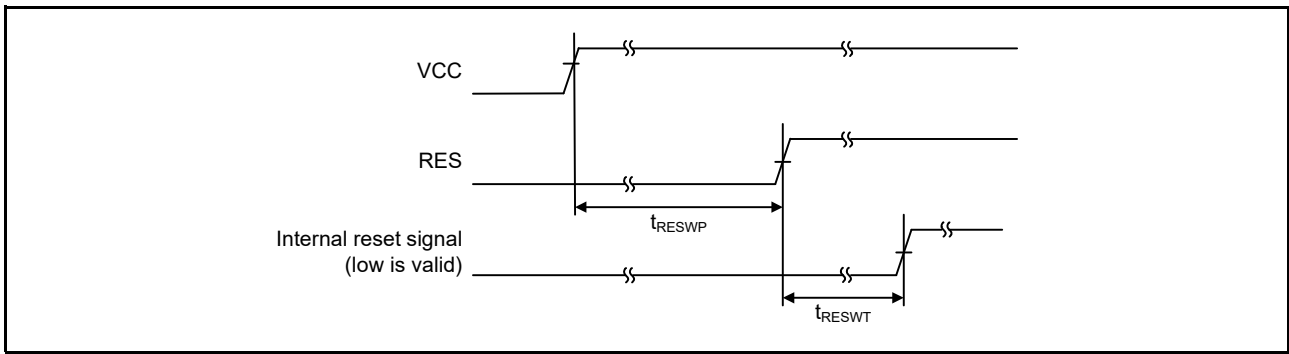 VCC
RES
tRESWP
Internal reset signal
(low is valid)
tRESWT